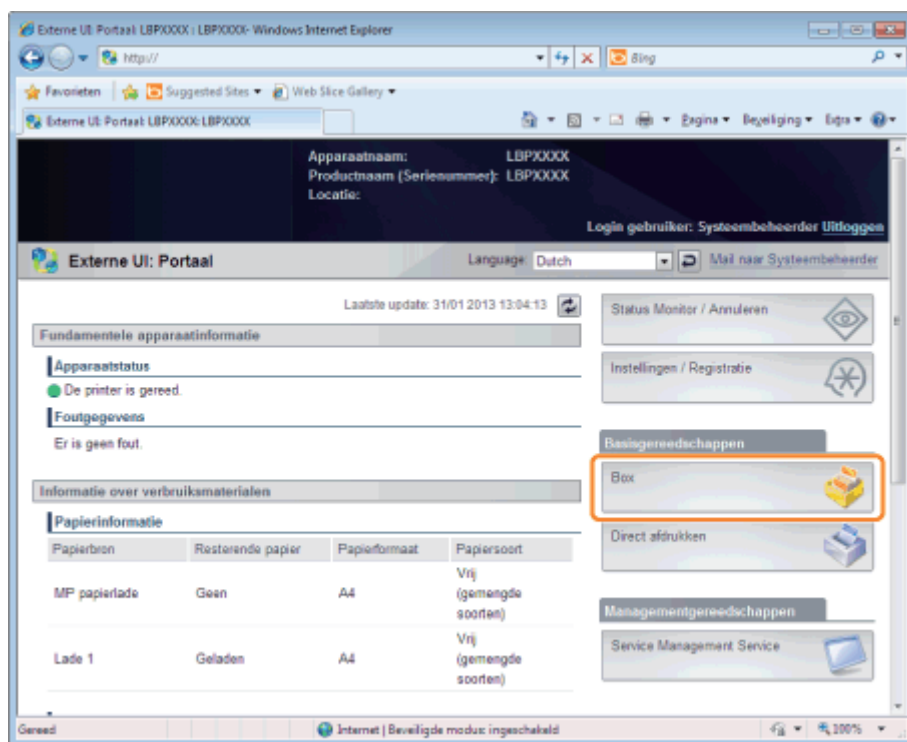 Externe UI: Portaal: LBPXXXX : LBPXXXX- Windows Internet Explorer
http://
Bing
Favorieten Suggested Sites Web Slice Gallery
Externe UI: Portaal: LBPXXXX: LBPXXXX
Pagina Beveiliging Extra
Apparaatnaam: LBPXXXX
Productnaam (Serienummer): LBPXXXX
Locatie:
Login gebruiker: Systeembeheerder Uitloggen
Externe UI: Portaal
Language: Dutch
Mail naar Systeembeheerder
Laatste update: 31/01 2013 13:04:13
Fundamentele apparaatinformatie
Apparaatstatus
De printer is gereed.
Foutgegevens
Er is geen fout.
Informatie over verbruiksmaterialen
Papierinformatie
Papierbron Resterende papier Papierformaat Papiersoort
MP papierlade Geen A4 Vrij (gemengde soorten)
Lade 1 Geladen A4 Vrij (gemengde soorten)
Status Monitor / Annuleren
Instellingen / Registratie
Basisgereedschappen
Box
Direct afdrukken
Managementgereedschappen
Service Management Service
Gereed
Internet | Beveiligde modus: ingeschakeld
100%